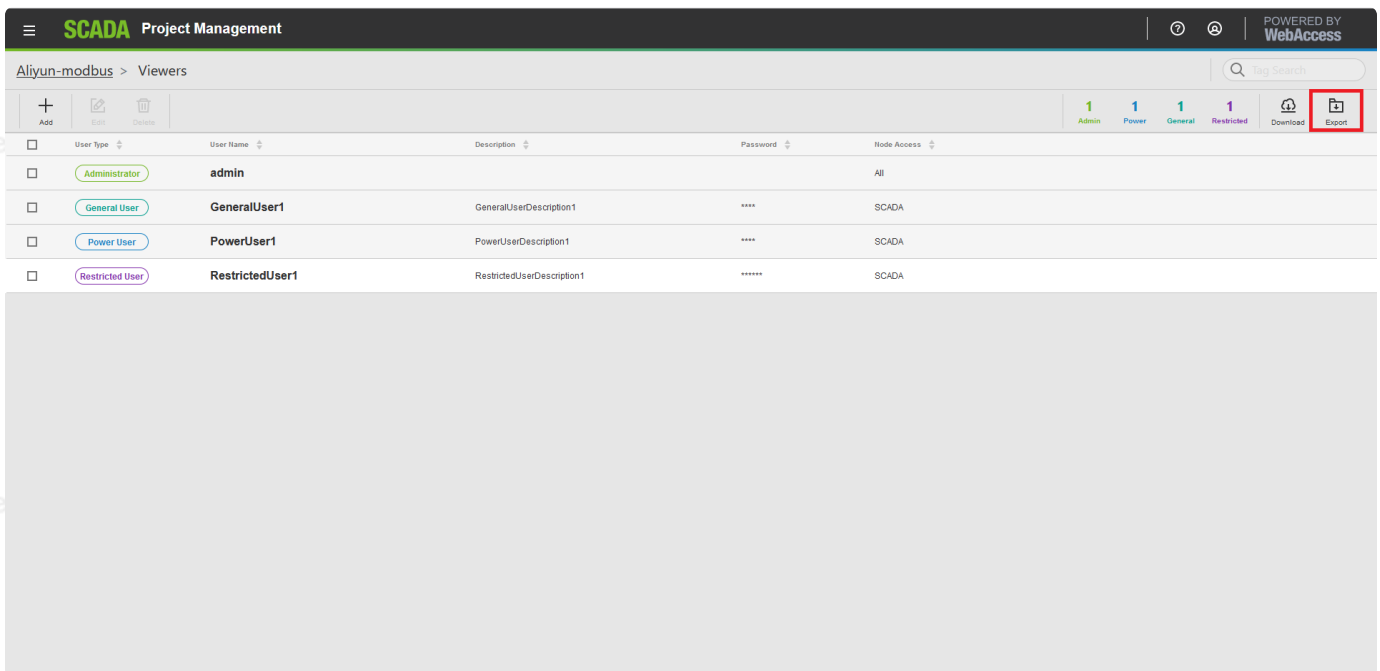 SCADA Project Management
POWERED BY
WebAccess
Aliyun-modbus > Viewers
Tag Search
Add
Edit
Delete
1
Admin
1
Power
1
General
1
Restricted
Download
Export
User Type
User Name
Description
Password
Node Access
Administrator
admin
All
General User
GeneralUser1
GeneralUserDescription1
****
SCADA
Power User
PowerUser1
PowerUserDescription1
****
SCADA
Restricted User
RestrictedUser1
RestrictedUserDescription1
******
SCADA